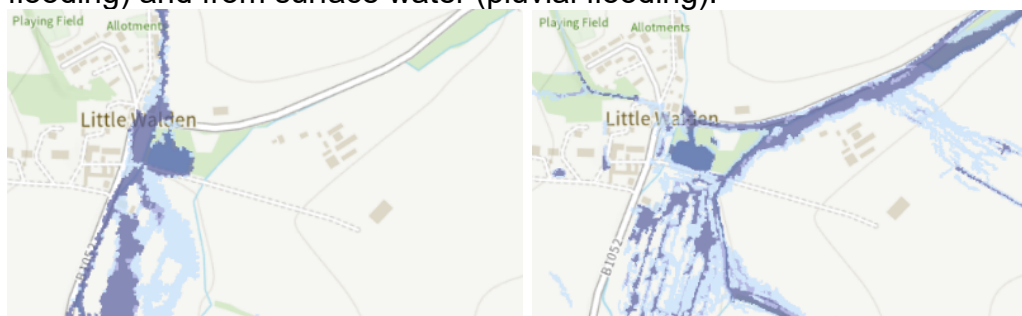 flooding) and from surface water (pluvial flooding).
Playing Field
Allotment
Little Walden
B1052
Playing Field
Allotments
Little Walden
B1052